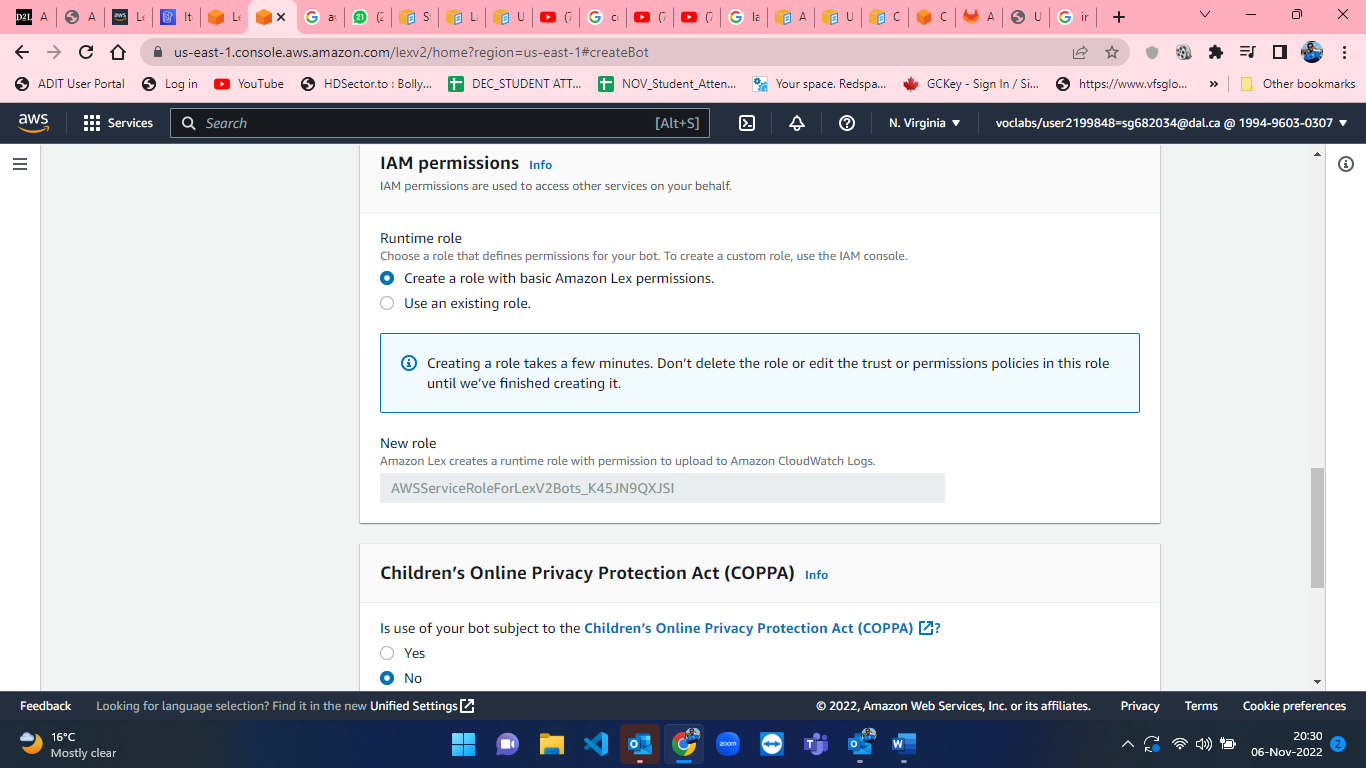 D2L A
A
aws Le
Ite
Le
G a
(2
S
La
U
(7
G c
(7
(7
G la
A
U
C
C
A
U
G ir
us-east-1.console.aws.amazon.com/lexv2/home?region=us-east-1#createBot
ADIT User Portal Log in YouTube HDSector.to : Bolly... DEC_STUDENT ATT... NOV_Student_Atten... Your space. Redspa... GCKey - Sign In / Si... https://www.vfsglo... » Other bookmarks
aws Services Search [Alt+S] N. Virginia voclabs/user2199848=sg682034@dal.ca @ 1994-9603-0307
IAM permissions Info
IAM permissions are used to access other services on your behalf.
Runtime role
Choose a role that defines permissions for your bot. To create a custom role, use the IAM console.
Create a role with basic Amazon Lex permissions.
Use an existing role.
Creating a role takes a few minutes. Don't delete the role or edit the trust or permissions policies in this role
until we've finished creating it.
New role
Amazon Lex creates a runtime role with permission to upload to Amazon CloudWatch Logs.
AWSServiceRoleForLexV2Bots_K45JN9QXJSI
Children's Online Privacy Protection Act (COPPA) Info
Is use of your bot subject to the Children's Online Privacy Protection Act (COPPA) ?
Yes
No
Feedback Looking for language selection? Find it in the new Unified Settings © 2022, Amazon Web Services, Inc. or its affiliates. Privacy Terms Cookie preferences
16°C
Mostly clear
zoom
20:30
06-Nov-2022
2